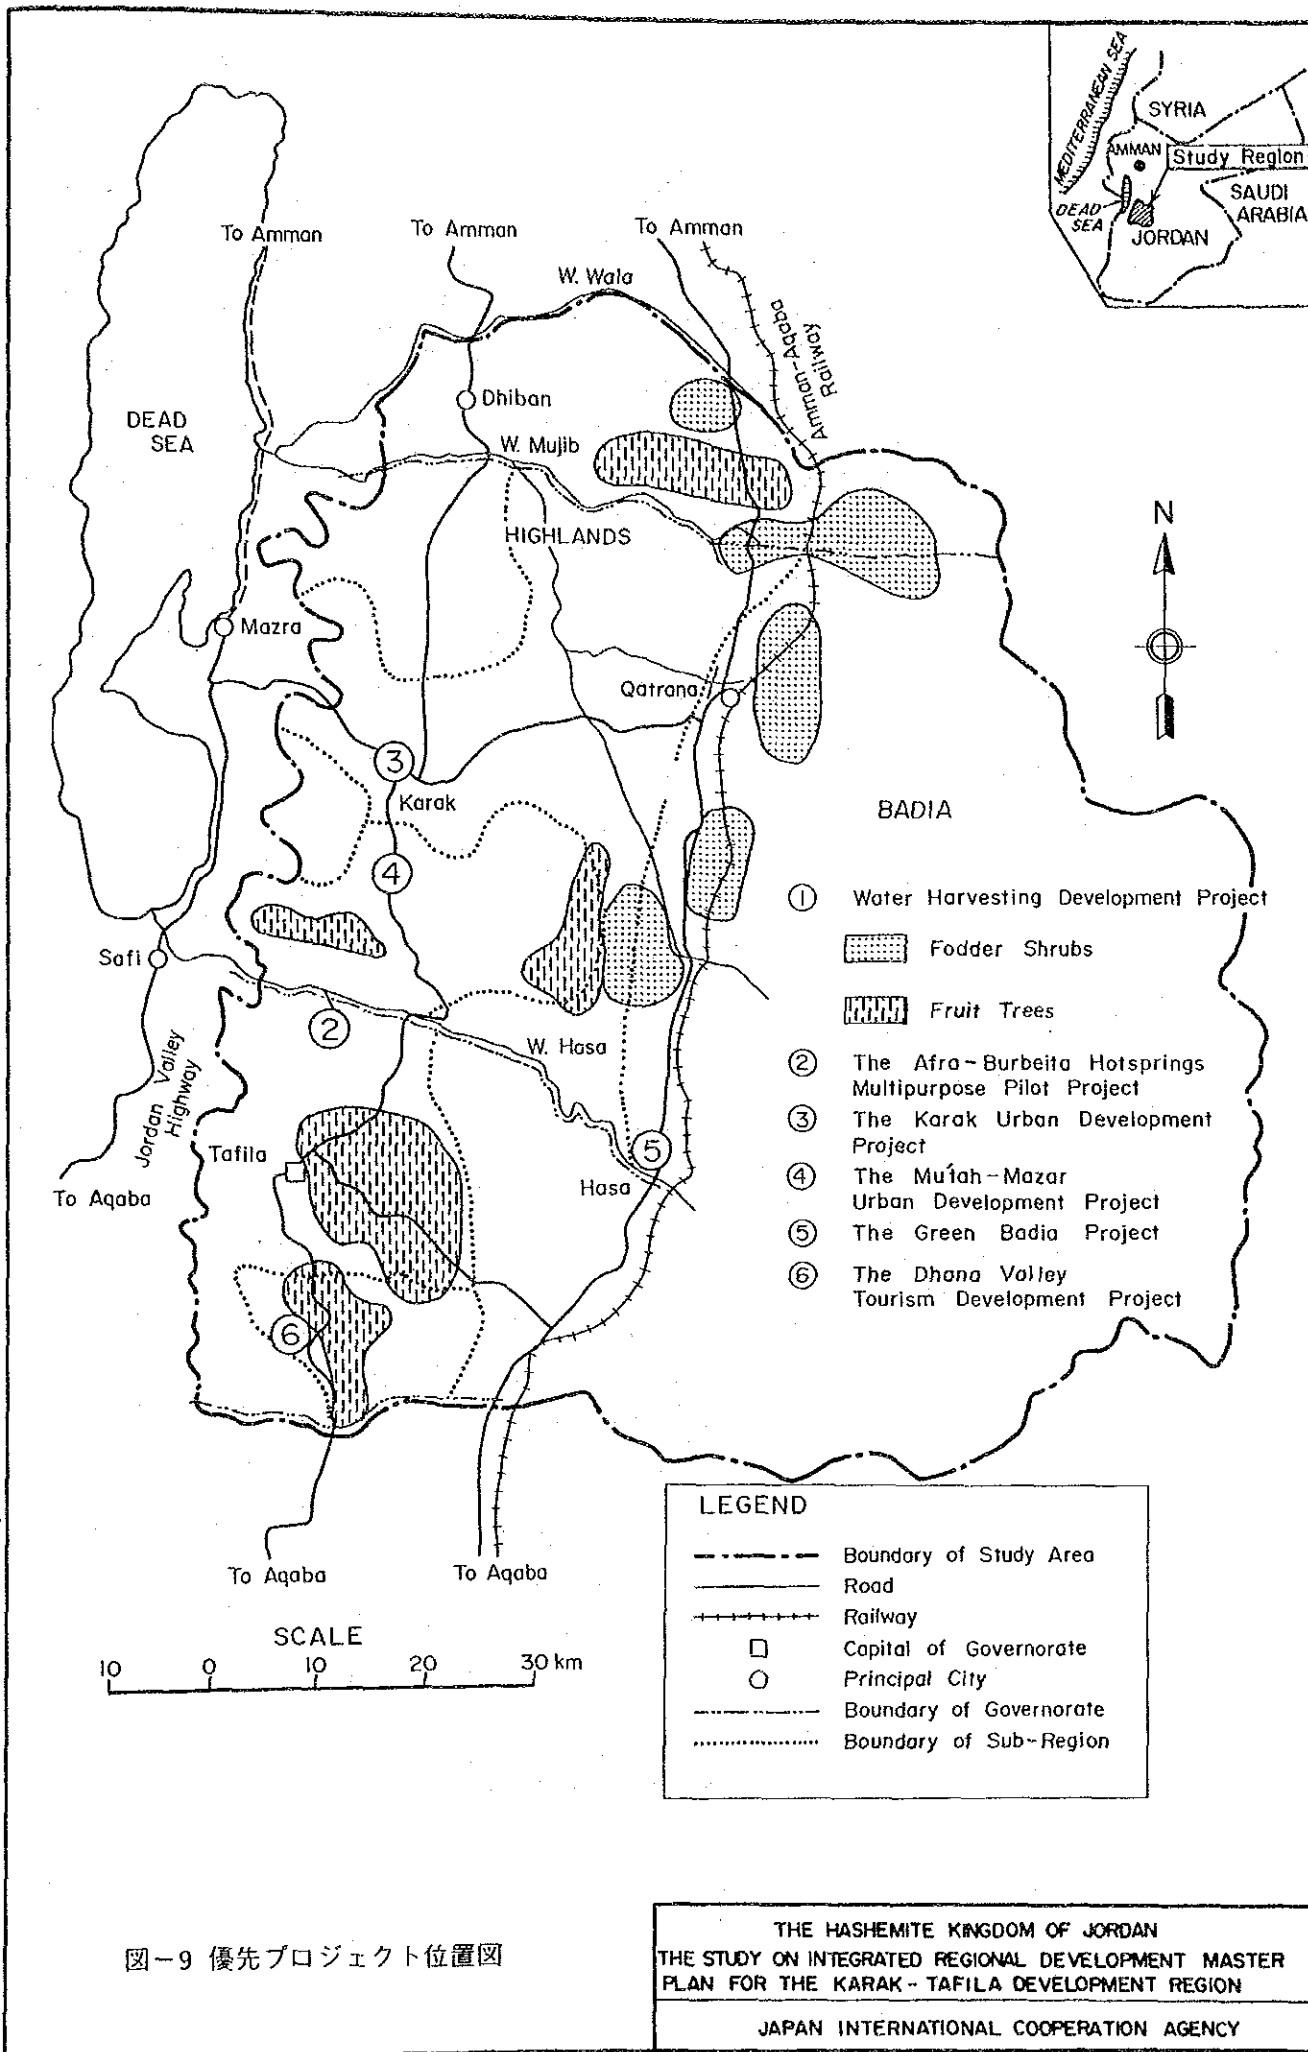 MEDITERRANEAN SEA
SYRIA
AMMAN
Study Region
DEAD
SEA
SAUDI
ARABIA
JORDAN
To Amman
To Amman
To Amman
W. Wala
Amman-Aqaba
Railway
DEAD
SEA
Dhiban
W. Mujib
HIGHLANDS
N
Mazra
Qatrana
3
Karak
BADIA
4
1 Water Harvesting Development Project
Fodder Shrubs
Fruit Trees
2 The Afra-Burbeita Hotsprings
Multipurpose Pilot Project
3 The Karak Urban Development
Project
4 The Mu'tah-Mazar
Urban Development Project
5 The Green Badia Project
6 The Dhana Valley
Tourism Development Project
Safi
2
W. Hasa
Jordan Valley
Highway
Tafila
5
Hasa
To Aqaba
6
To Aqaba
To Aqaba
LEGEND
Boundary of Study Area
Road
Railway
Capital of Governorate
Principal City
Boundary of Governorate
Boundary of Sub-Region
SCALE
10 0 10 20 30 km
図-9 優先プロジェクト位置図
THE HASHEMITE KINGDOM OF JORDAN
THE STUDY ON INTEGRATED REGIONAL DEVELOPMENT MASTER
PLAN FOR THE KARAK - TAFILA DEVELOPMENT REGION
JAPAN INTERNATIONAL COOPERATION AGENCY